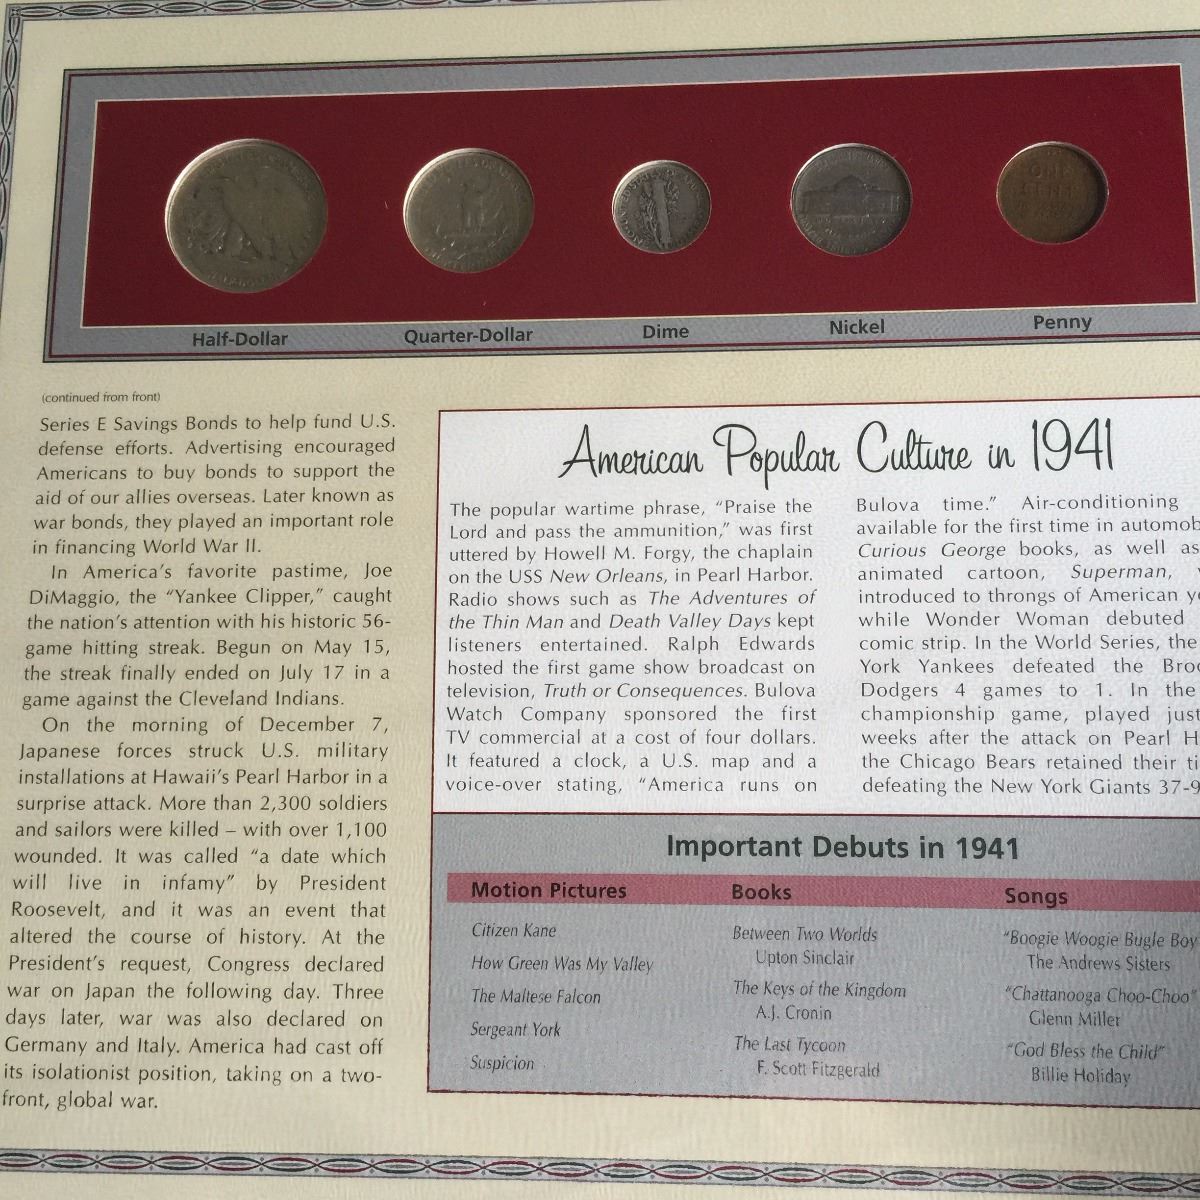 Half-Dollar
Quarter-Dollar
Dime
Nickel
Penny
ONE
CENT
(continued from front)
Series E Savings Bonds to help fund U.S.
defense efforts. Advertising encouraged
Americans to buy bonds to support the
aid of our allies overseas. Later known as
war bonds, they played an important role
in financing World War II.
In America's favorite pastime, Joe
DiMaggio, the "Yankee Clipper," caught
the nation's attention with his historic 56-
game hitting streak. Begun on May 15,
the streak finally ended on July 17 in a
game against the Cleveland Indians.
On the morning of December 7,
Japanese forces struck U.S. military
installations at Hawaii's Pearl Harbor in a
surprise attack. More than 2,300 soldiers
and sailors were killed – with over 1,100
wounded. It was called "a date which
will live in infamy" by President
Roosevelt, and it was an event that
altered the course of history. At the
President's request, Congress declared
war on Japan the following day. Three
days later, war was also declared on
Germany and Italy. America had cast off
its isolationist position, taking on a two-
front, global war.
American Popular Culture in 1941
The popular wartime phrase, "Praise the
Lord and pass the ammunition," was first
uttered by Howell M. Forgy, the chaplain
on the USS New Orleans, in Pearl Harbor.
Radio shows such as The Adventures of
the Thin Man and Death Valley Days kept
listeners entertained. Ralph Edwards
hosted the first game show broadcast on
television, Truth or Consequences. Bulova
Watch Company sponsored the first
TV commercial at a cost of four dollars.
It featured a clock, a U.S. map and a
voice-over stating, "America runs on
Bulova time." Air-conditioning
available for the first time in automob
Curious George books, as well as
animated cartoon, Superman,
introduced to throngs of American y
while Wonder Woman debuted
comic strip. In the World Series, the
York Yankees defeated the Broo
Dodgers 4 games to 1. In the
championship game, played just
weeks after the attack on Pearl H
the Chicago Bears retained their ti
defeating the New York Giants 37-9
Important Debuts in 1941
Motion Pictures
Citizen Kane
How Green Was My Valley
The Maltese Falcon
Sergeant York
Suspicion
Books
Between Two Worlds
Upton Sinclair
The Keys of the Kingdom
A.J. Cronin
The Last Tycoon
F. Scott Fitzgerald
Songs
"Boogie Woogie Bugle Boy
The Andrews Sisters
"Chattanooga Choo-Choo"
Glenn Miller
"God Bless the Child"
Billie Holiday